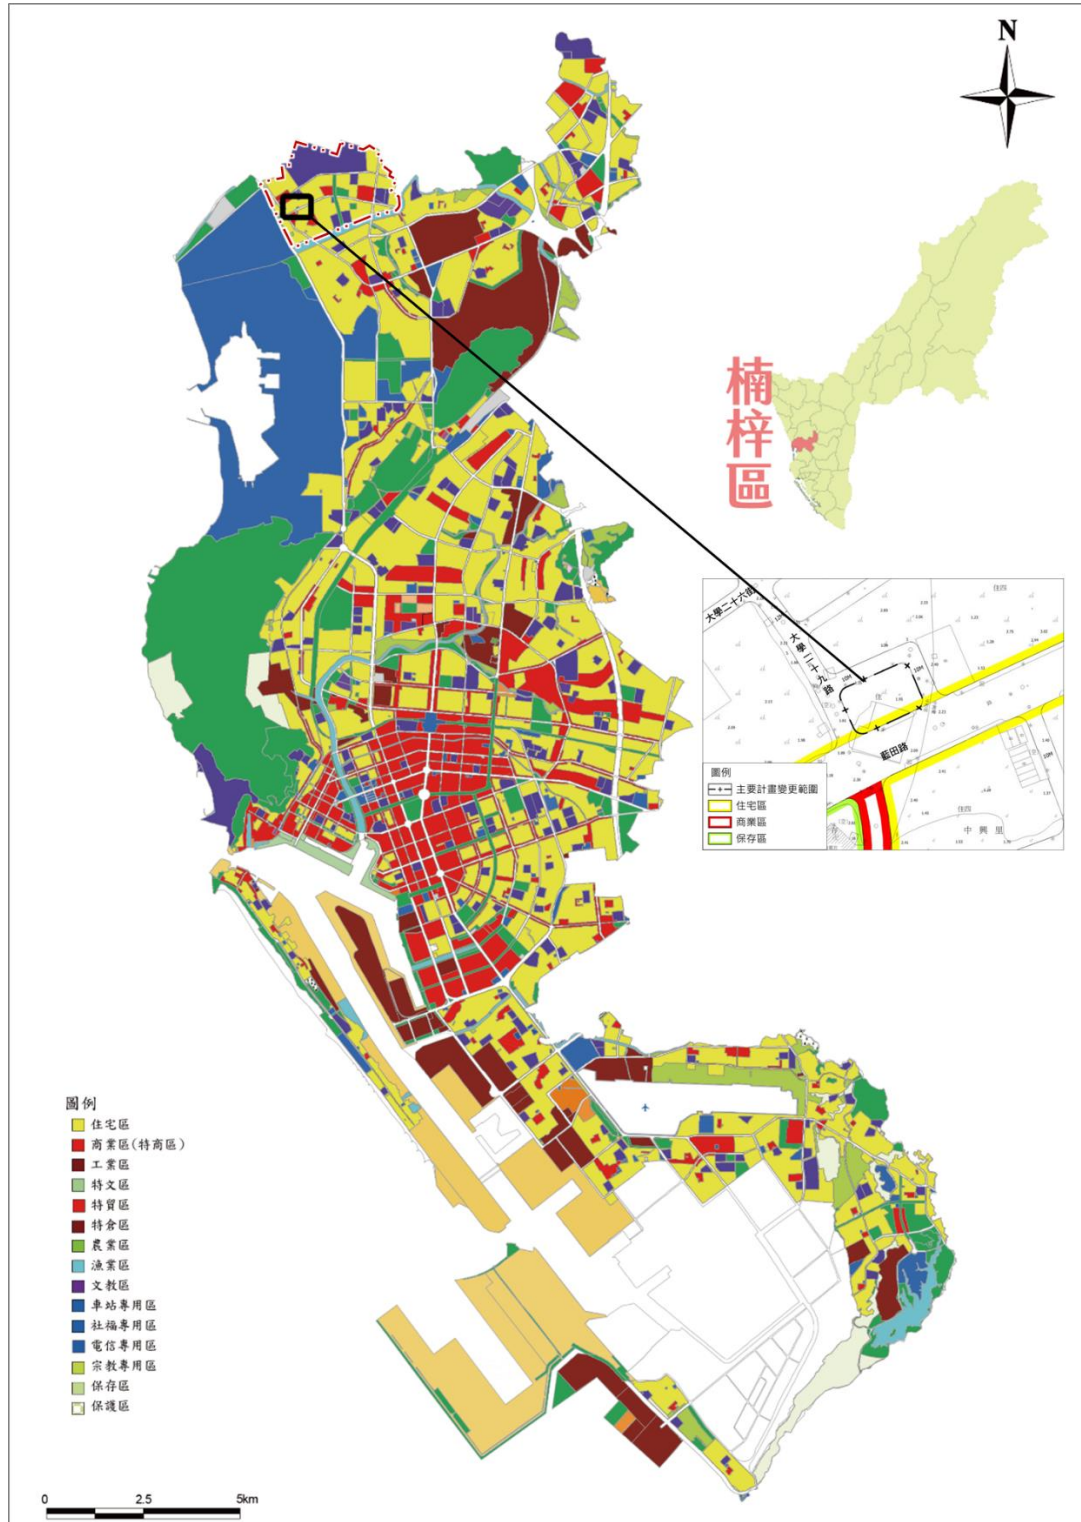 N
楠梓區
大學二十六街
大學二十九路
藍田路
住四
住
10M
10M
住四
中興里
圖例
主要計畫變更範圍
住宅區
商業區
保存區
圖例
住宅區
商業區(特商區)
工業區
特文區
特貿區
特倉區
農業區
漁業區
文教區
車站專用區
社福專用區
電信專用區
宗教專用區
保存區
保護區
0 2.5 5km